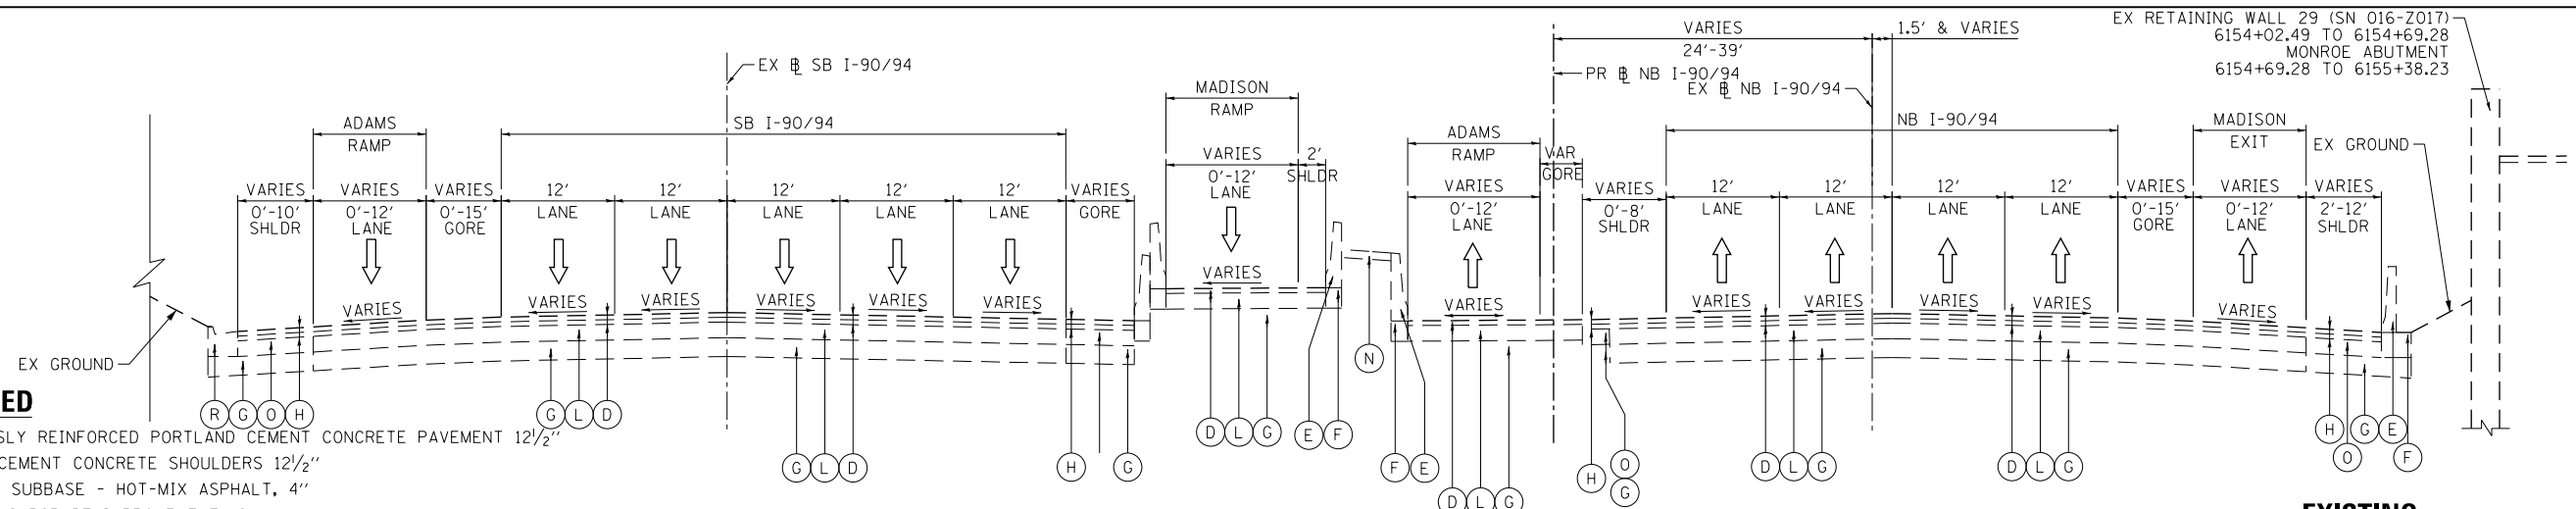 EX RETAINING WALL 29 (SN 016-Z017)
6154+02.49 TO 6154+69.28
MONROE ABUTMENT
6154+69.28 TO 6155+38.23
VARIES
24'-39'
1.5' & VARIES
EX ℄ SB I-90/94
PR ℄ NB I-90/94
EX ℄ NB I-90/94
MADISON
RAMP
ADAMS
RAMP
SB I-90/94
ADAMS
RAMP
NB I-90/94
MADISON
EXIT
EX GROUND
VARIES
0'-12'
LANE
2'
SHLDR
VAR
GORE
VARIES
0'-10'
SHLDR
VARIES
0'-12'
LANE
VARIES
0'-15'
GORE
12'
LANE
12'
LANE
12'
LANE
12'
LANE
12'
LANE
VARIES
GORE
VARIES
0'-12'
LANE
VARIES
0'-8'
SHLDR
12'
LANE
12'
LANE
12'
LANE
12'
LANE
VARIES
0'-15'
GORE
VARIES
0'-12'
LANE
VARIES
2'-12'
SHLDR
VARIES
VARIES VARIES VARIES VARIES VARIES VARIES
VARIES VARIES VARIES VARIES VARIES VARIES
EX GROUND
R G O H
G L D
G L D
H G
D L G
E F
N
F E
D L G
H O
G
D L G
D L G
H G E
O F
ED
SLY REINFORCED PORTLAND CEMENT CONCRETE PAVEMENT 12½"
CEMENT CONCRETE SHOULDERS 12½"
SUBBASE - HOT-MIX ASPHALT, 4"
EXISTING